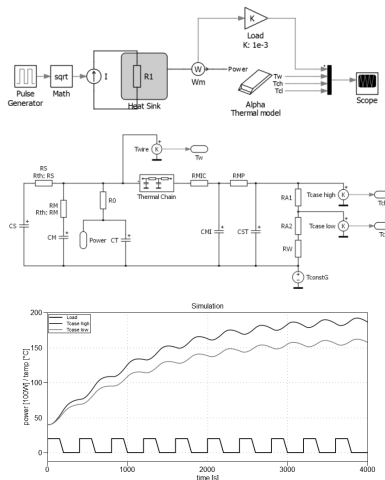 K
Load
K: 1e-3
sqrt
I
R1
W
Power
Tw
Tch
Tcl
Pulse
Generator
Math
Heat Sink
Wm
Alpha
Thermal model
Scope
Twire
K
Tw
RS
Rth: RS
Thermal Chain
RMIC
RMP
RM
Rth: RM
R0
RA1
Tcase high
K
CS
CM
Power
CT
CMI
CST
RA2
Tcase low
K
RW
TconstG
Simulation
Load
Tcase high
Tcase low
power [100W] / temp [°C]
200
-150
-100
50
0
0
1000
2000
3000
4000
time [s]